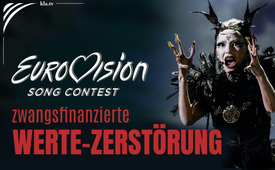 kla.tv
EUROVISION
SONG CONTEST
zwangsfinanzierte
WERTE-ZERSTÖRUNG